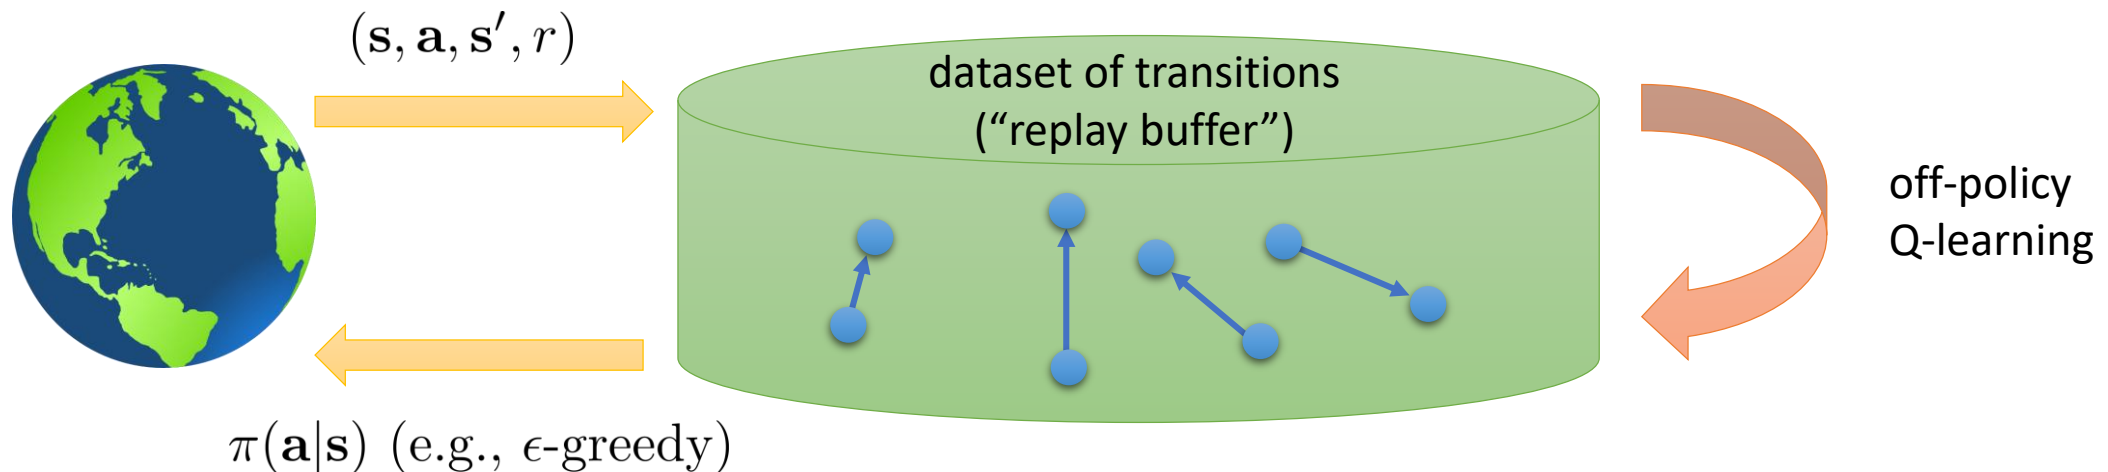 (s, a, s′, r)
dataset of transitions
(“replay buffer”)
off-policy
Q-learning
π(a|s) (e.g., ϵ-greedy)